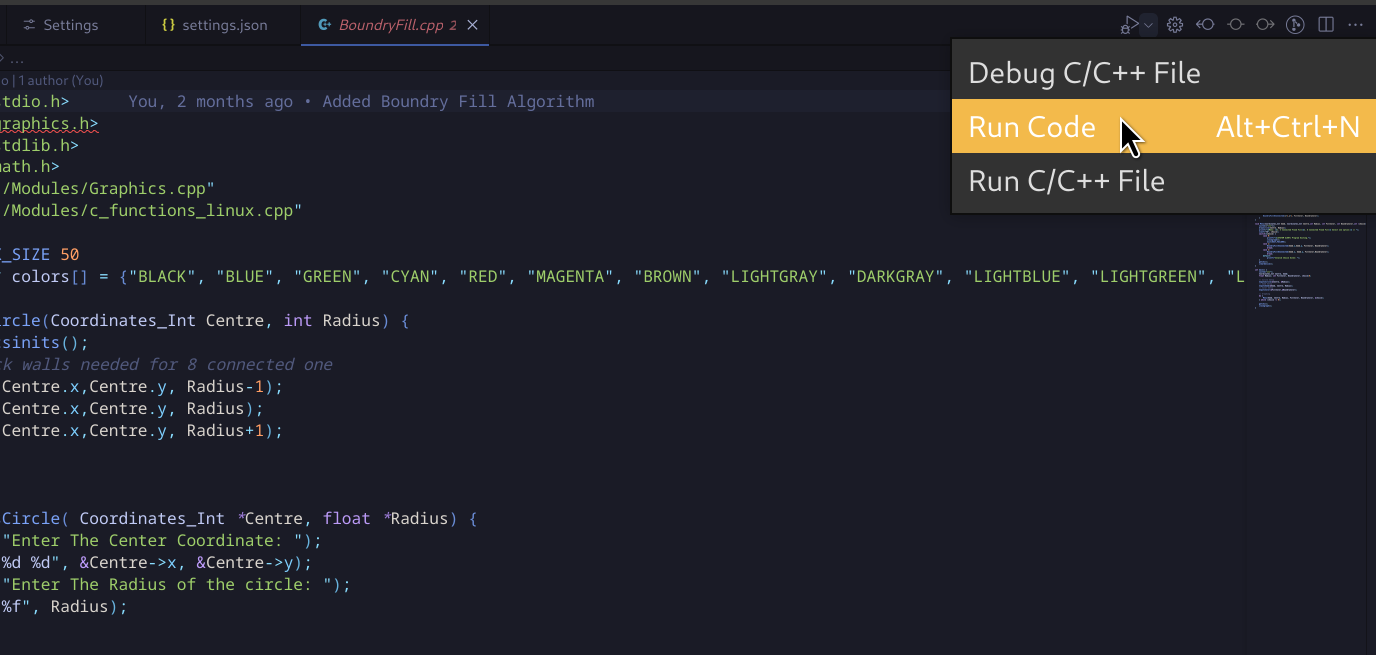 Settings
{} settings.json
BoundryFill.cpp 2
...
o | 1 author (You)
tdio.h> You, 2 months ago • Added Boundry Fill Algorithm
graphics.h>
tdlib.h>
ath.h>
/Modules/Graphics.cpp"
/Modules/c_functions_linux.cpp"
_SIZE 50
colors[] = {"BLACK", "BLUE", "GREEN", "CYAN", "RED", "MAGENTA", "BROWN", "LIGHTGRAY", "DARKGRAY", "LIGHTBLUE", "LIGHTGREEN", "L
ircle(Coordinates_Int Centre, int Radius) {
sinits();
ck walls needed for 8 connected one
Centre.x,Centre.y, Radius-1);
Centre.x,Centre.y, Radius);
Centre.x,Centre.y, Radius+1);
Circle( Coordinates_Int *Centre, float *Radius) {
"Enter The Center Coordinate: ");
%d %d", &Centre->x, &Centre->y);
"Enter The Radius of the circle: ");
%f", Radius);
Debug C/C++ File
Run Code Alt+Ctrl+N
Run C/C++ File